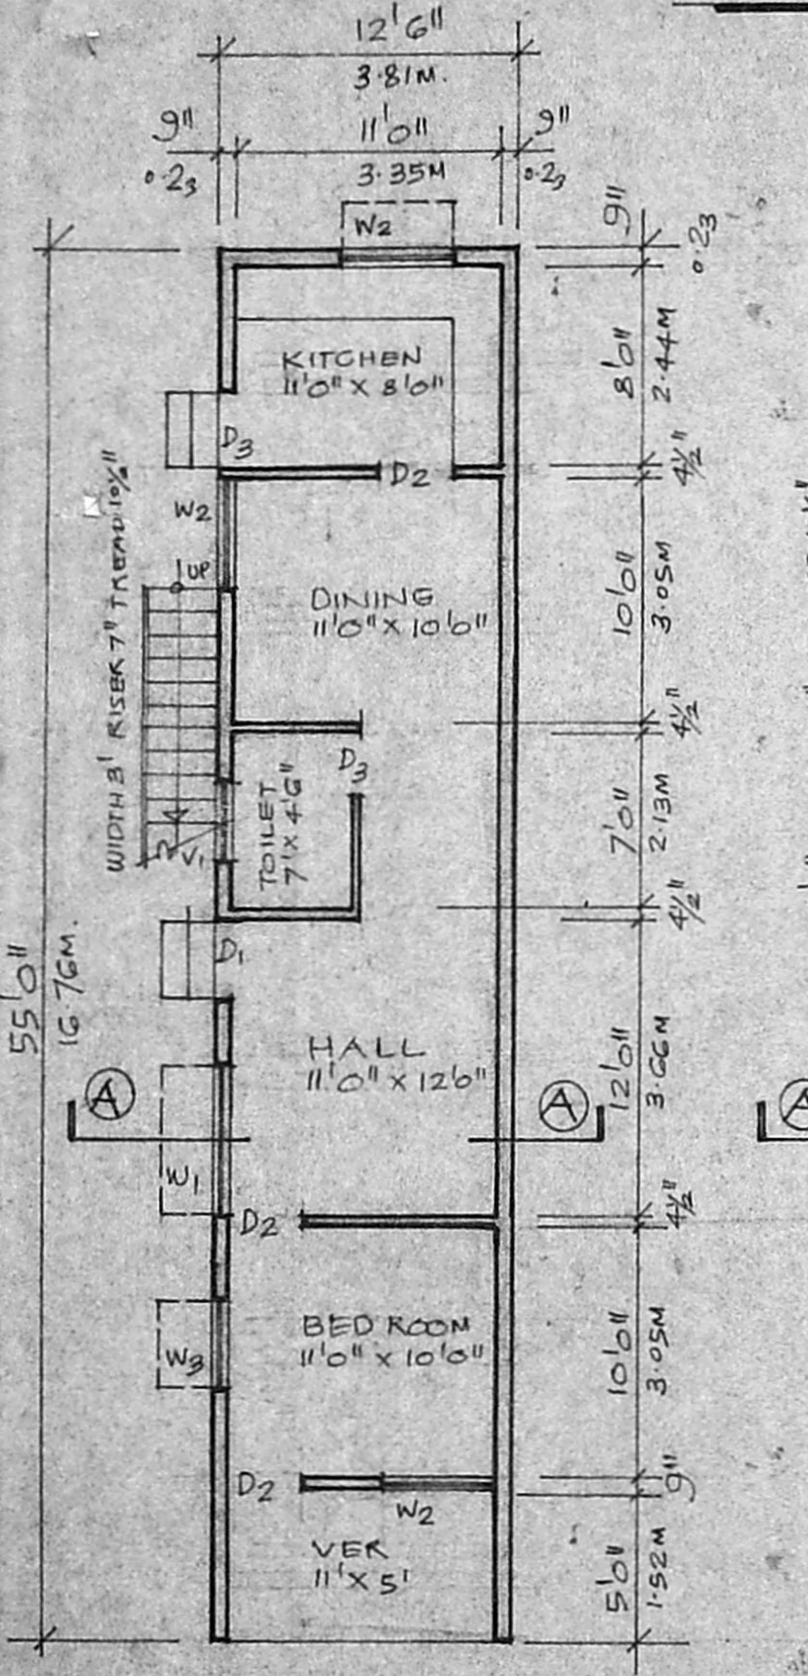 12'6"
3.81M.
9"
11'0"
9"
0.23
3.35M
0.23
W2
9"
0.23
KITCHEN
11'0" X 8'0"
8'0"
2.44M
D3
D2
4½"
W2
UP
WIDTH 3' RISER 7" TREAD 10½"
DINING
11'0" X 10'0"
10'0"
3.05M
4½"
D3
TOILET
7' X 4'6"
V1
7'0"
2.13M
4½"
D1
55'0"
16.76M.
HALL
11'0" X 12'0"
12'0"
3.66M
A
A
A
W1
D2
4½"
BED ROOM
11'0" X 10'0"
10'0"
3.05M
W3
D2
W2
9"
VER
11' X 5'
5'0"
1.52M